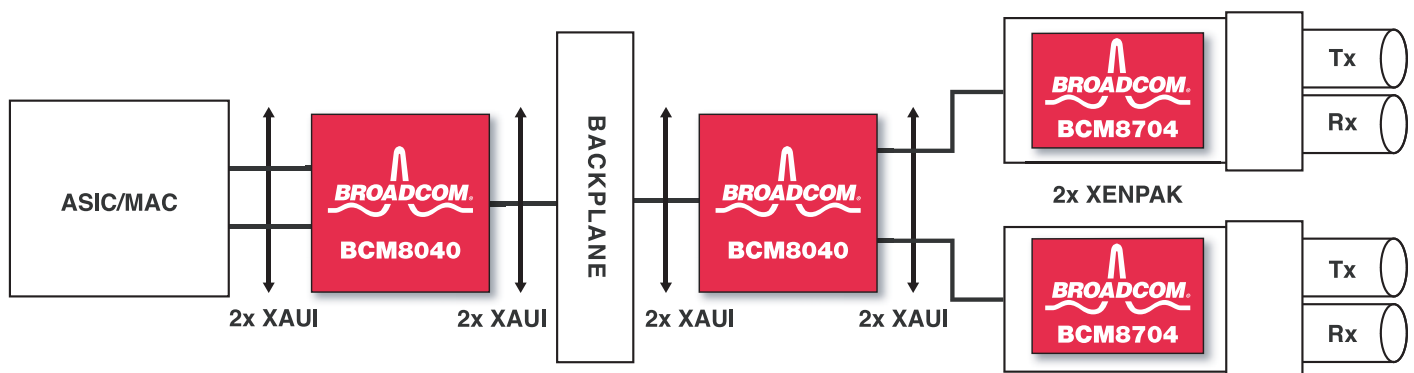 ASIC/MAC
2x XAUI
BROADCOM®
BCM8040
2x XAUI
BACKPLANE
2x XAUI
BROADCOM®
BCM8040
2x XAUI
BROADCOM®
BCM8704
Tx
Rx
2x XENPAK
BROADCOM®
BCM8704
Tx
Rx